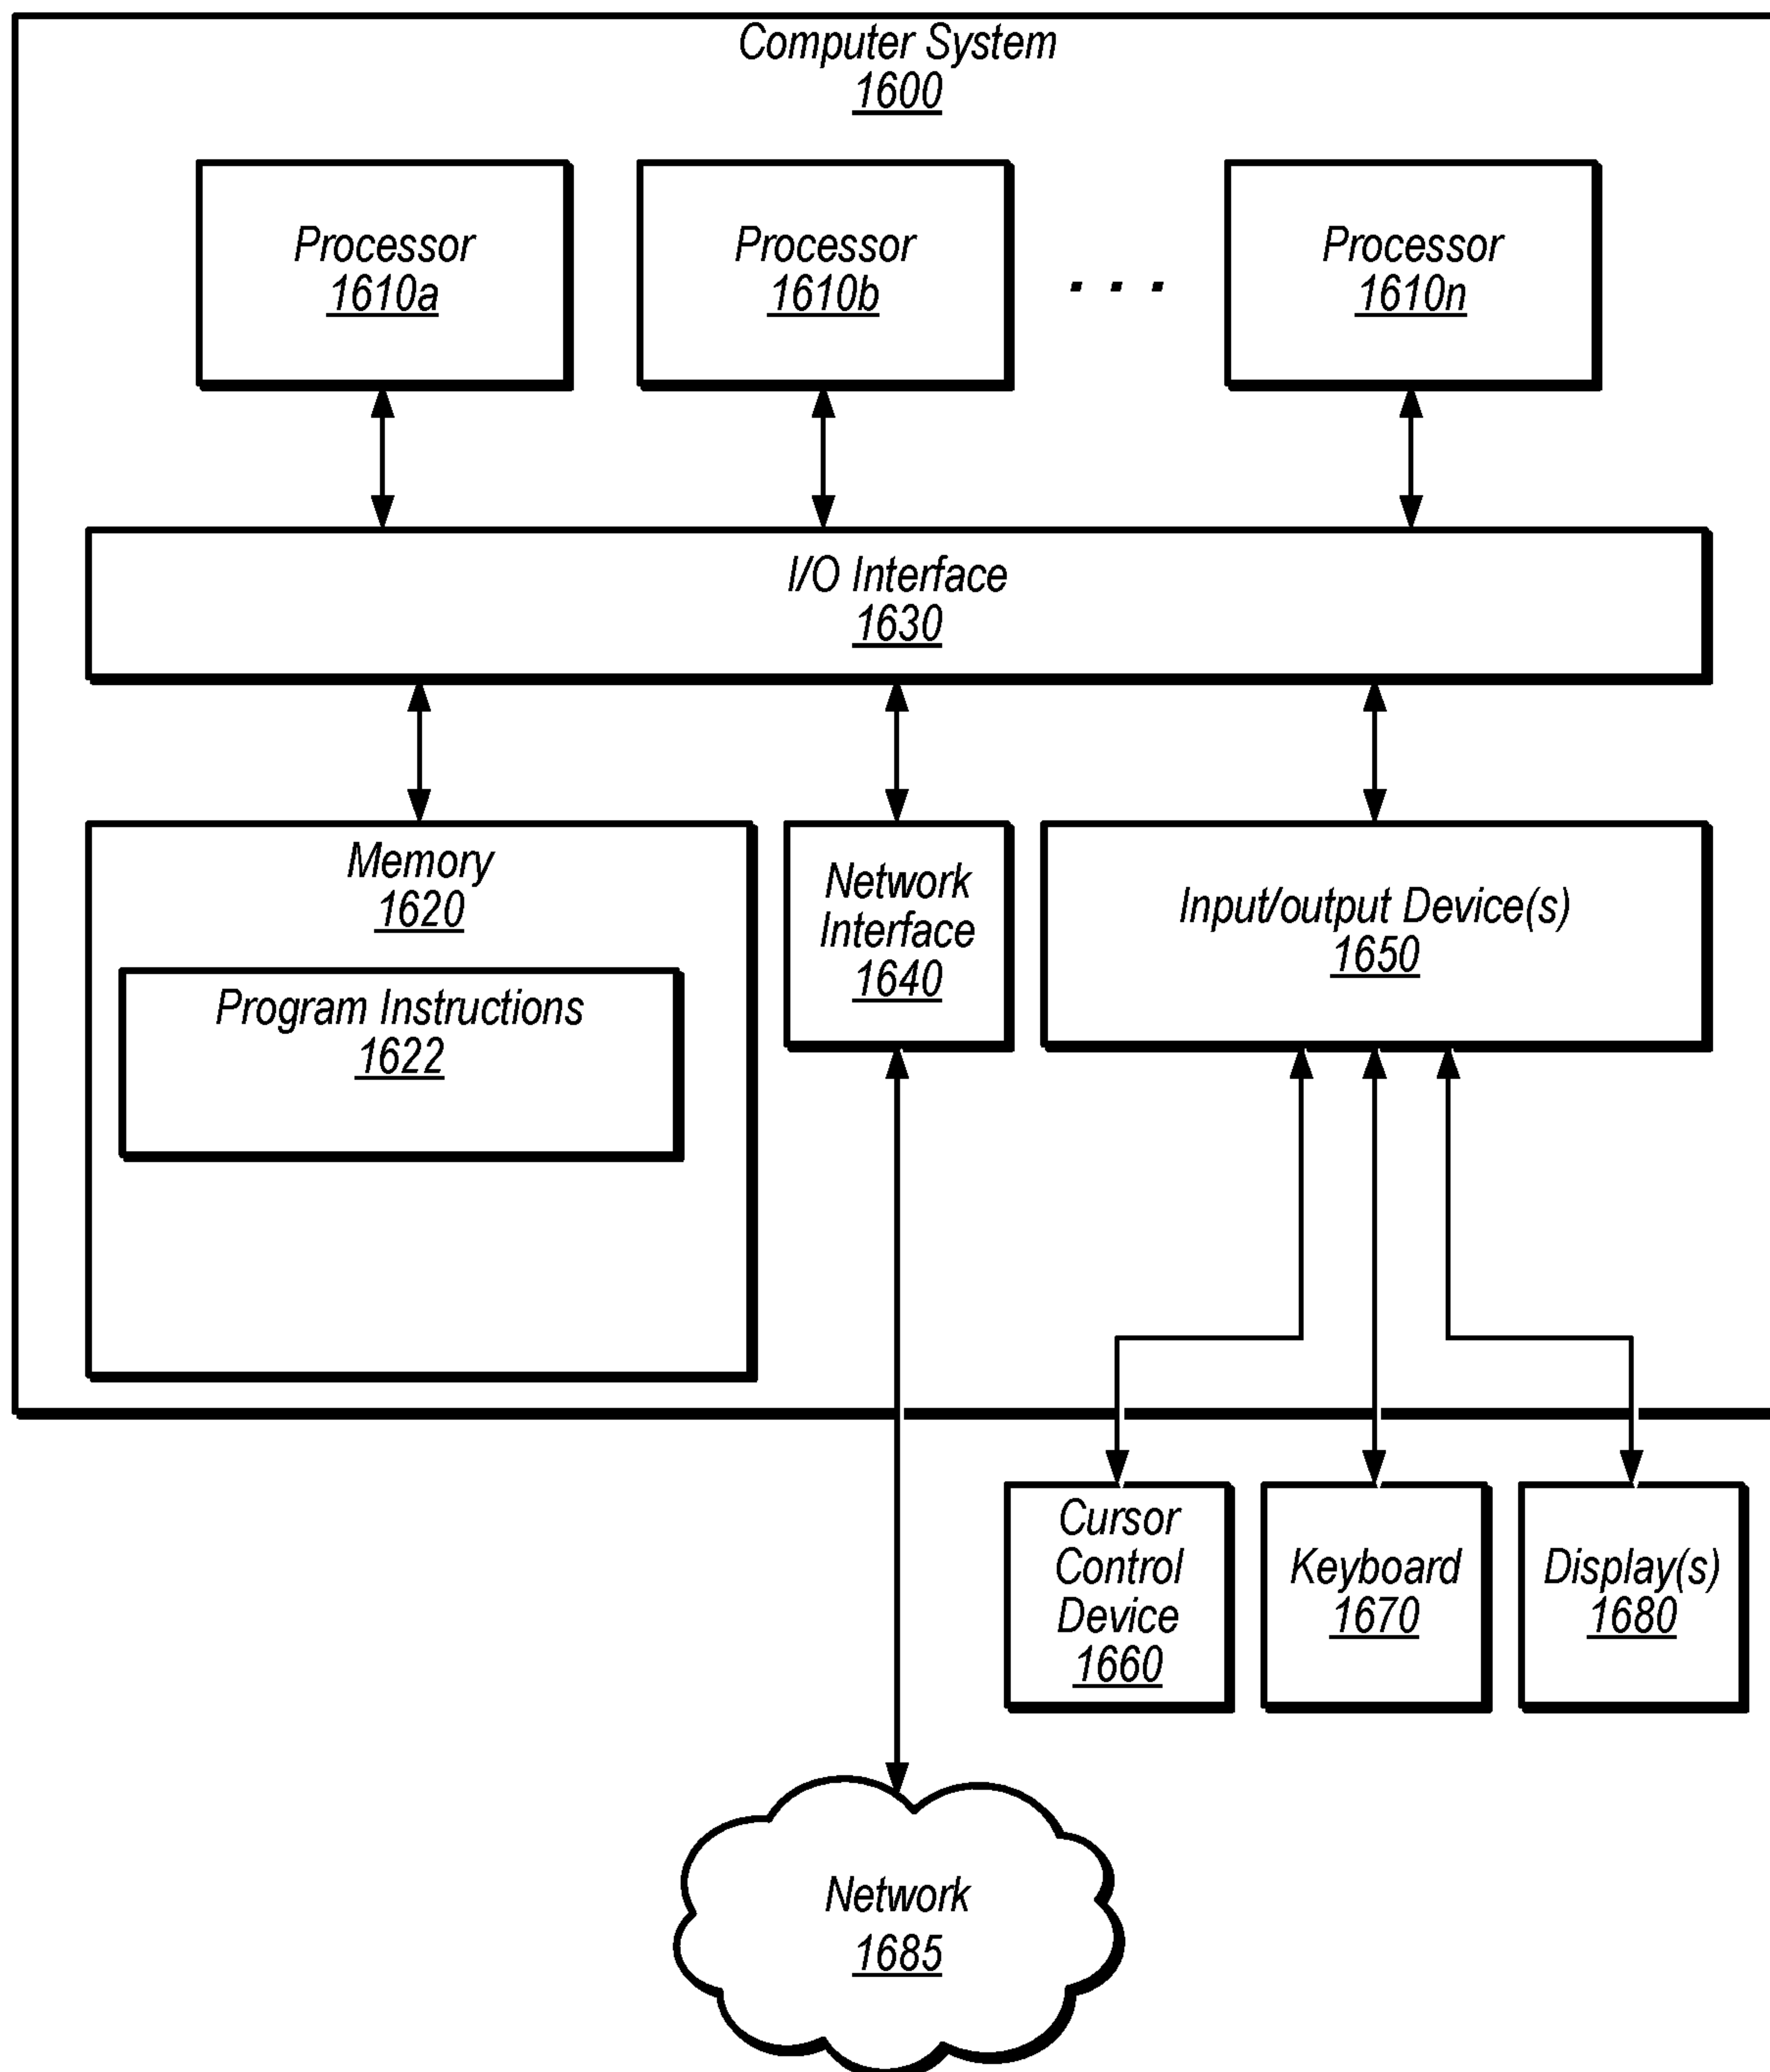 Computer System
1600
Processor
1610a
Processor
1610b
. . .
Processor
1610n
I/O Interface
1630
Memory
1620
Program Instructions
1622
Network
Interface
1640
Input/output Device(s)
1650
Cursor
Control
Device
1660
Keyboard
1670
Display(s)
1680
Network
1685